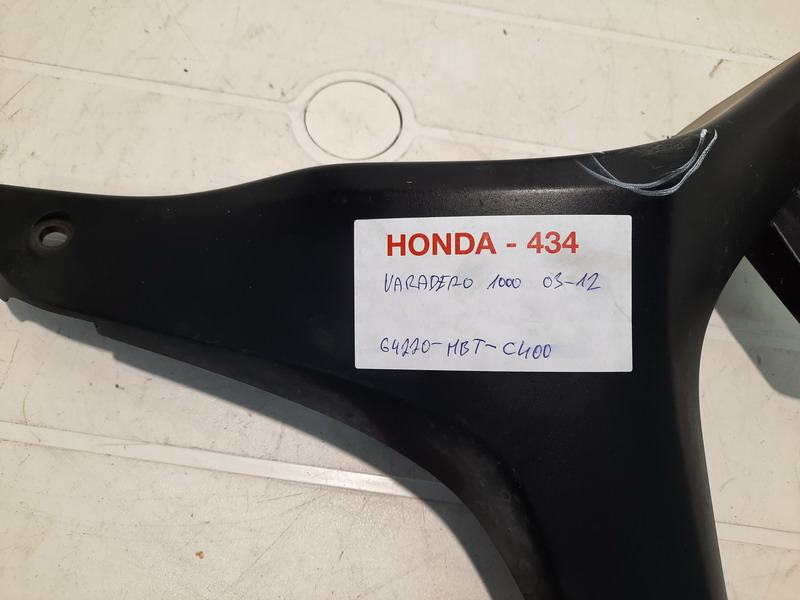 HONDA - 434
VARADERO 1000 03-12
64220-MBT-C400